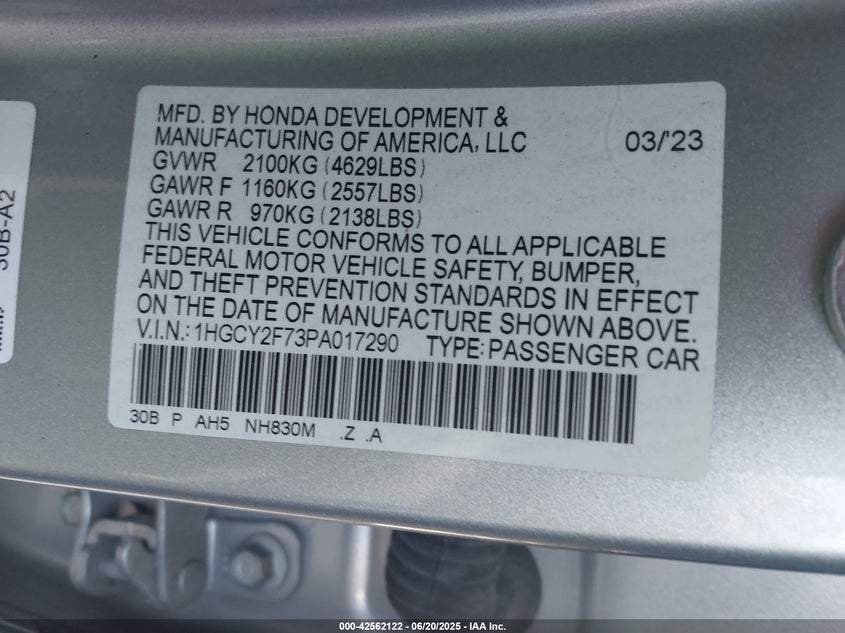 MFD. BY HONDA DEVELOPMENT &
MANUFACTURING OF AMERICA, LLC 03/'23
GVWR 2100KG (4629LBS)
GAWR F 1160KG (2557LBS)
GAWR R 970KG (2138LBS)
THIS VEHICLE CONFORMS TO ALL APPLICABLE
FEDERAL MOTOR VEHICLE SAFETY, BUMPER,
AND THEFT PREVENTION STANDARDS IN EFFECT
ON THE DATE OF MANUFACTURE SHOWN ABOVE.
V.I.N.: 1HGCY2F73PA017290 TYPE: PASSENGER CAR
30B P AH5 NH830M .Z .A
30B-A2
000-42562122 | 06/20/2025 - IAA Inc.